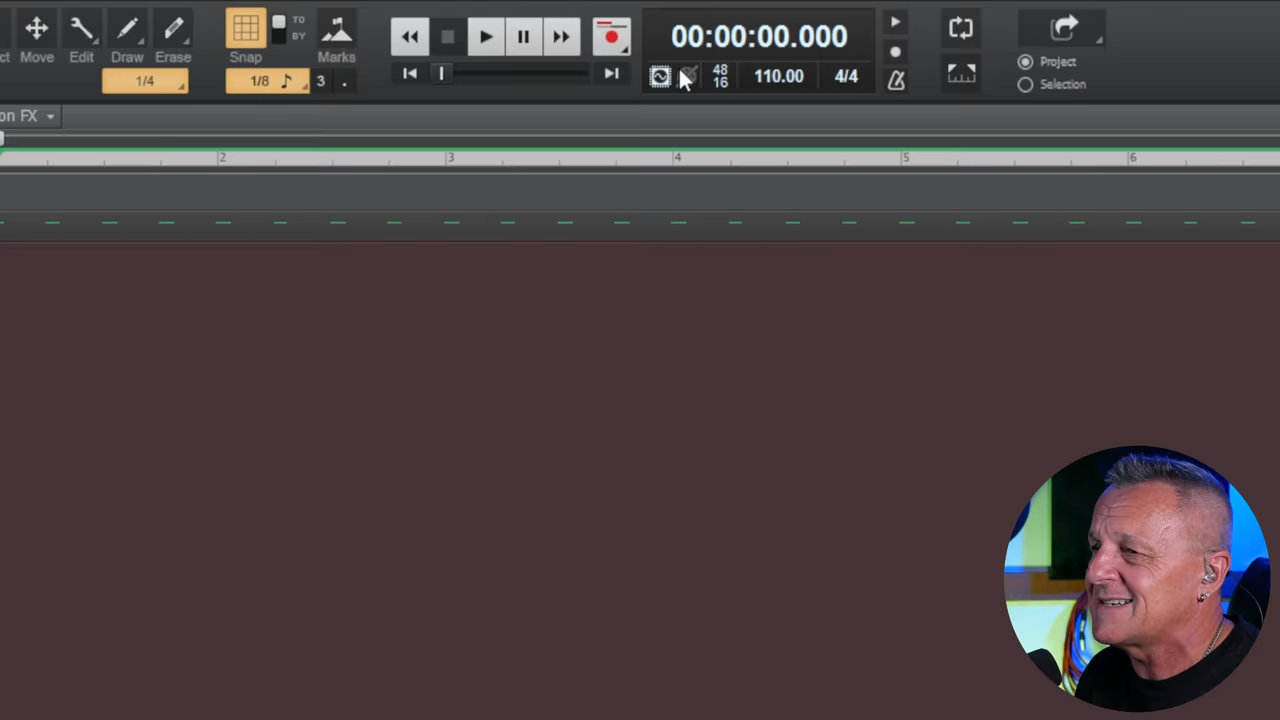 ct Move Edit Draw Erase Snap TO BY Marks
1/4 1/8 3 .
00:00:00.000
48 16 110.00 4/4
Project
Selection
on FX
2 3 4 5 6